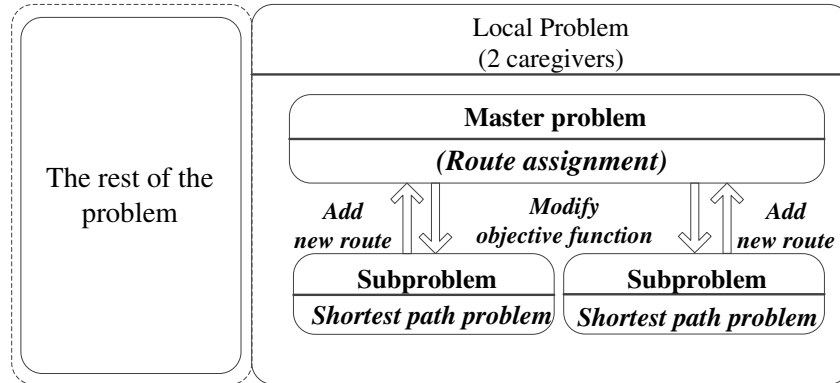 The rest of the
problem
Local Problem
(2 caregivers)
Master problem
(Route assignment)
Add
new route
Modify
objective function
Add
new route
Subproblem
Shortest path problem
Subproblem
Shortest path problem